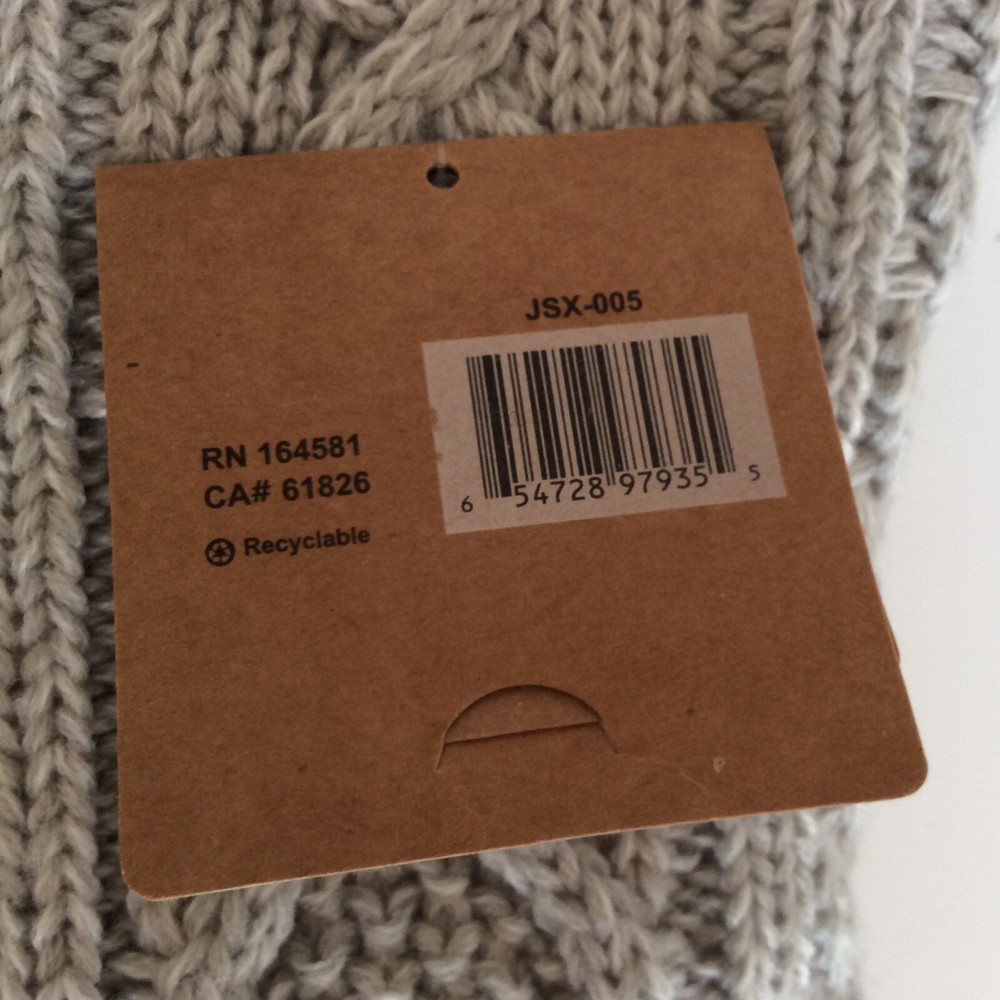 JSX-005
6 54728 97935 5
RN 164581
CA# 61826
Recyclable